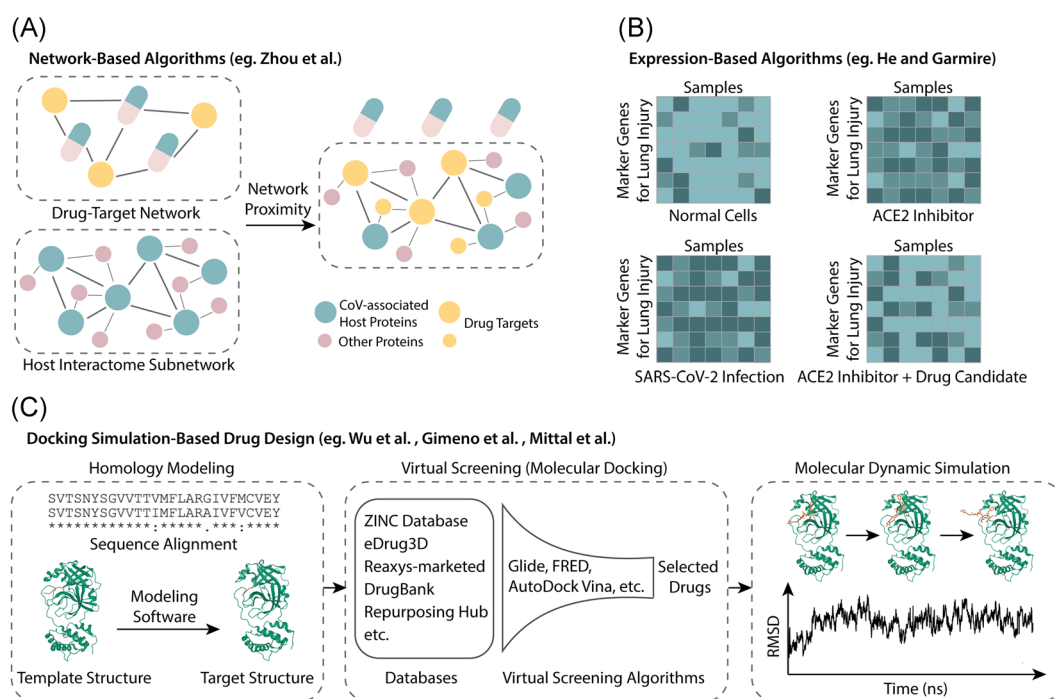 (A)
Network-Based Algorithms (eg. Zhou et al.)
Drug-Target Network
Host Interactome Subnetwork
Network
Proximity
CoV-associated
Host Proteins
Other Proteins
Drug Targets
(B)
Expression-Based Algorithms (eg. He and Garmire)
Samples
Marker Genes
for Lung Injury
Normal Cells
Samples
Marker Genes
for Lung Injury
ACE2 Inhibitor
Samples
Marker Genes
for Lung Injury
SARS-CoV-2 Infection
Samples
Marker Genes
for Lung Injury
ACE2 Inhibitor + Drug Candidate
(C)
Docking Simulation-Based Drug Design (eg. Wu et al. , Gimeno et al. , Mittal et al.)
Homology Modeling
SVTSNYSGVVTTVMFLARGIVFMCVEY
SVTSNYSGVVTTIMFLARAIVFVCVEY
************:*****.***:****
Sequence Alignment
Modeling
Software
Template Structure
Target Structure
Virtual Screening (Molecular Docking)
ZINC Database
eDrug3D
Reaxys-marketed
DrugBank
Repurposing Hub
etc.
Databases
Glide, FRED,
AutoDock Vina, etc.
Virtual Screening Algorithms
Selected
Drugs
Molecular Dynamic Simulation
RMSD
Time (ns)